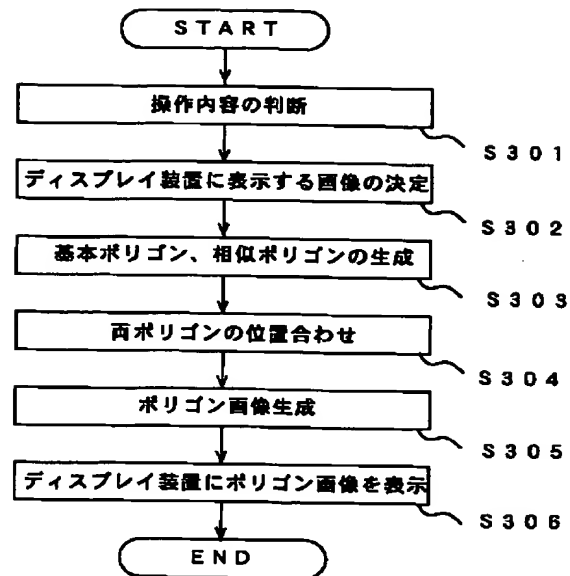 START
操作内容の判断
S301
ディスプレイ装置に表示する画像の決定
S302
基本ポリゴン、相似ポリゴンの生成
S303
両ポリゴンの位置合わせ
S304
ポリゴン画像生成
S305
ディスプレイ装置にポリゴン画像を表示
S306
END